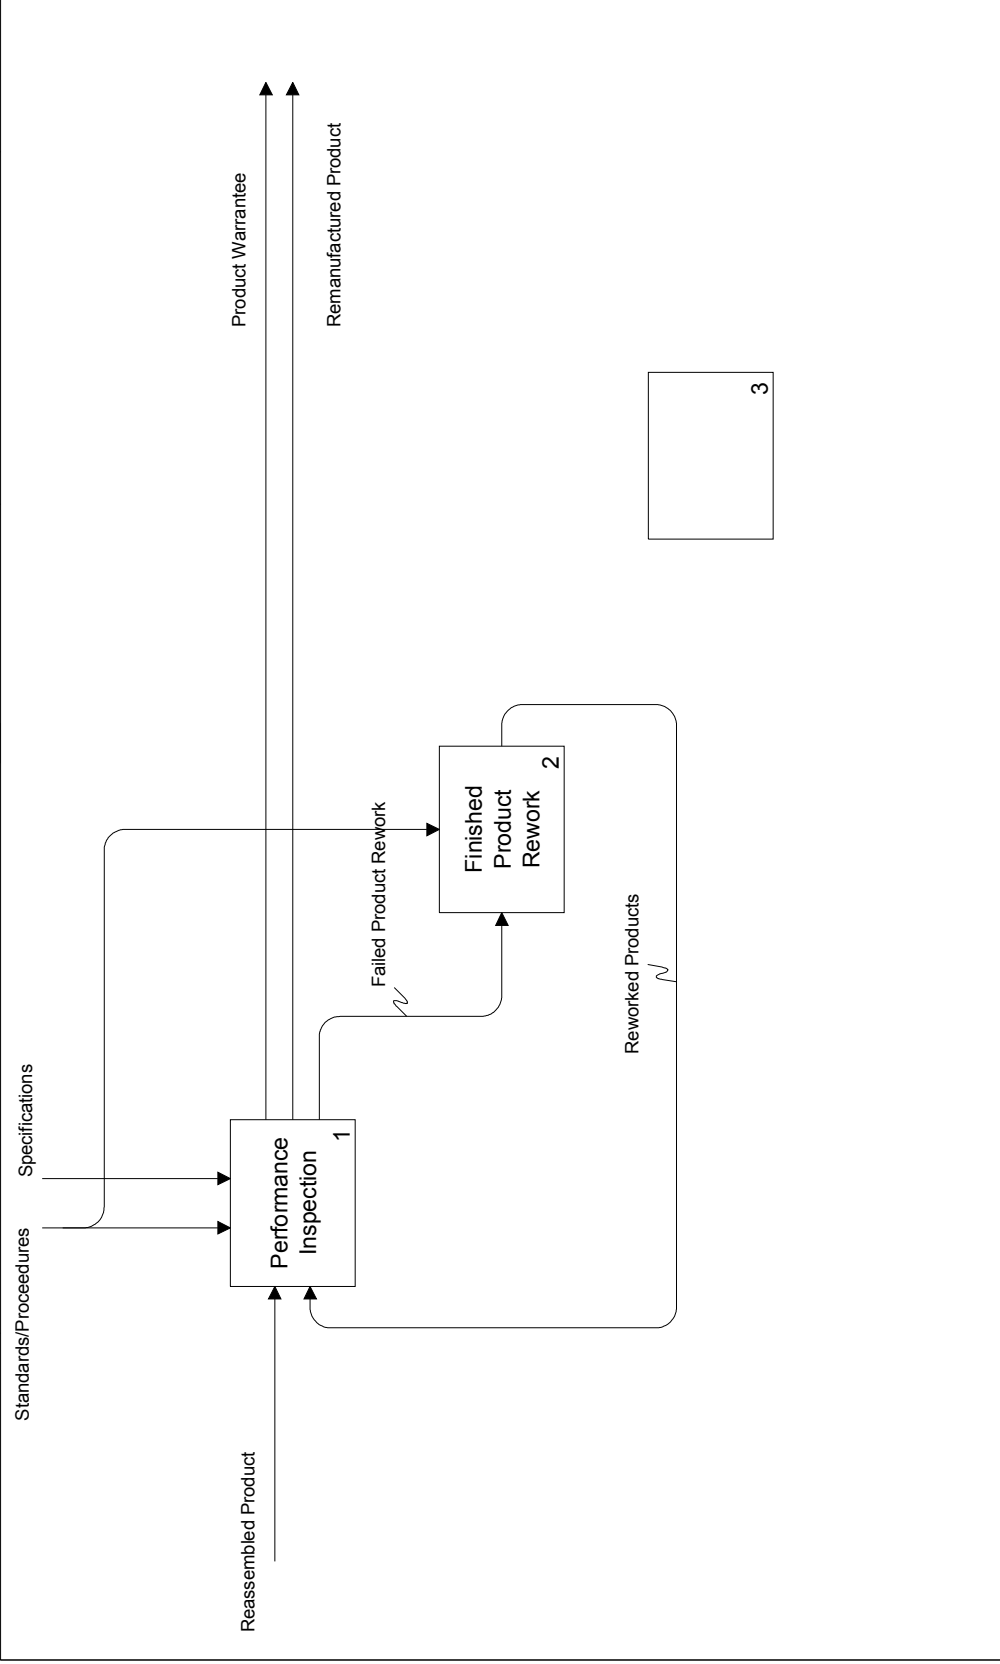 Standards/Proceedures
Specifications
Reassembled Product
Performance
Inspection
1
Product Warrantee
Remanufactured Product
Failed Product Rework
Finished
Product
Rework
2
Reworked Products
3